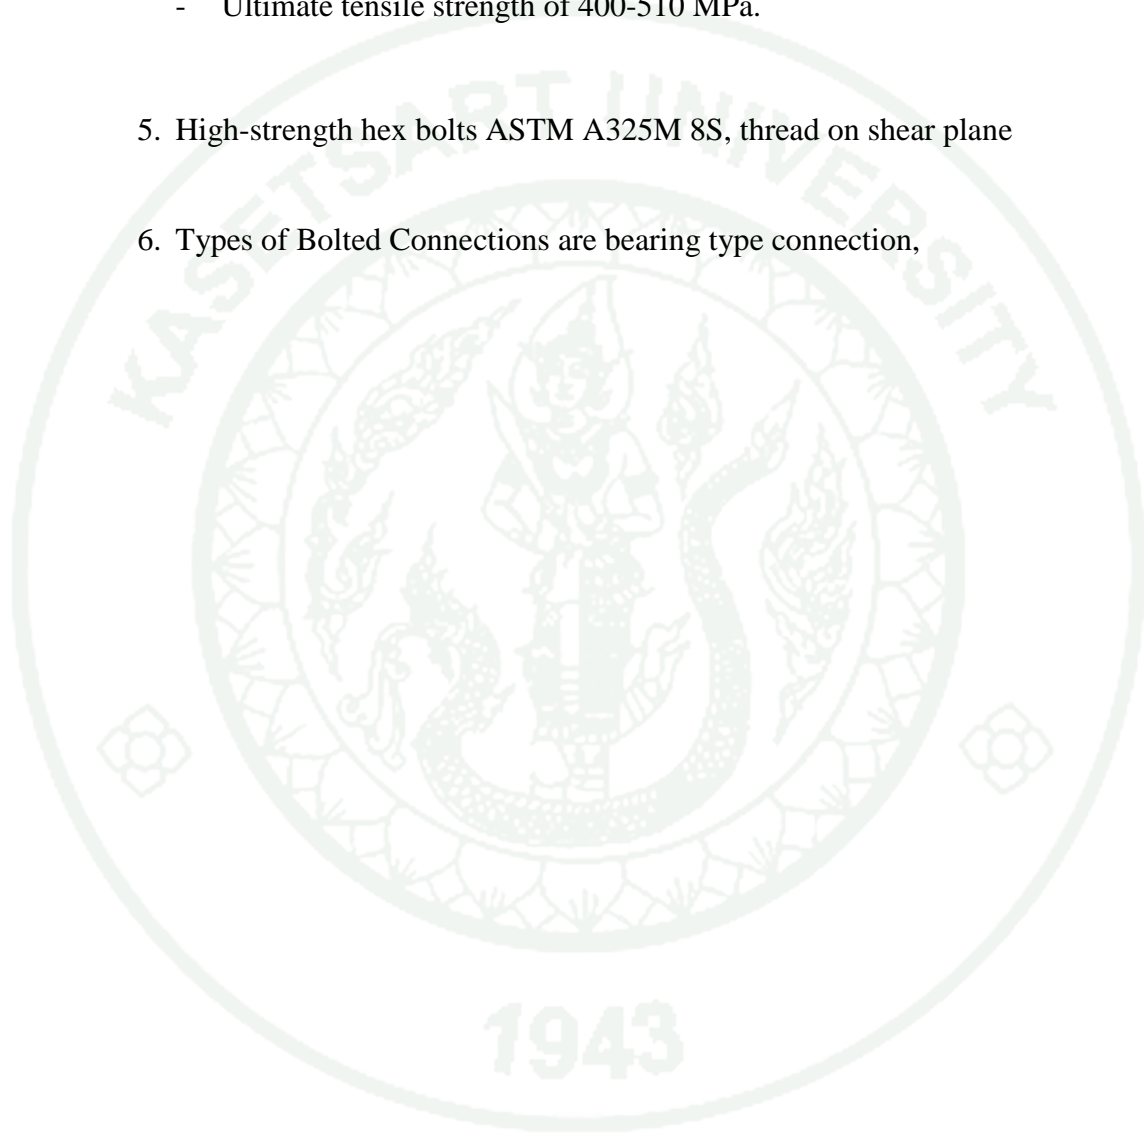 - Ultimate tensile strength of 400-510 MPa.
5. High-strength hex bolts ASTM A325M 8S, thread on shear plane
6. Types of Bolted Connections are bearing type connection,
KASETSART UNIVERSITY
1943